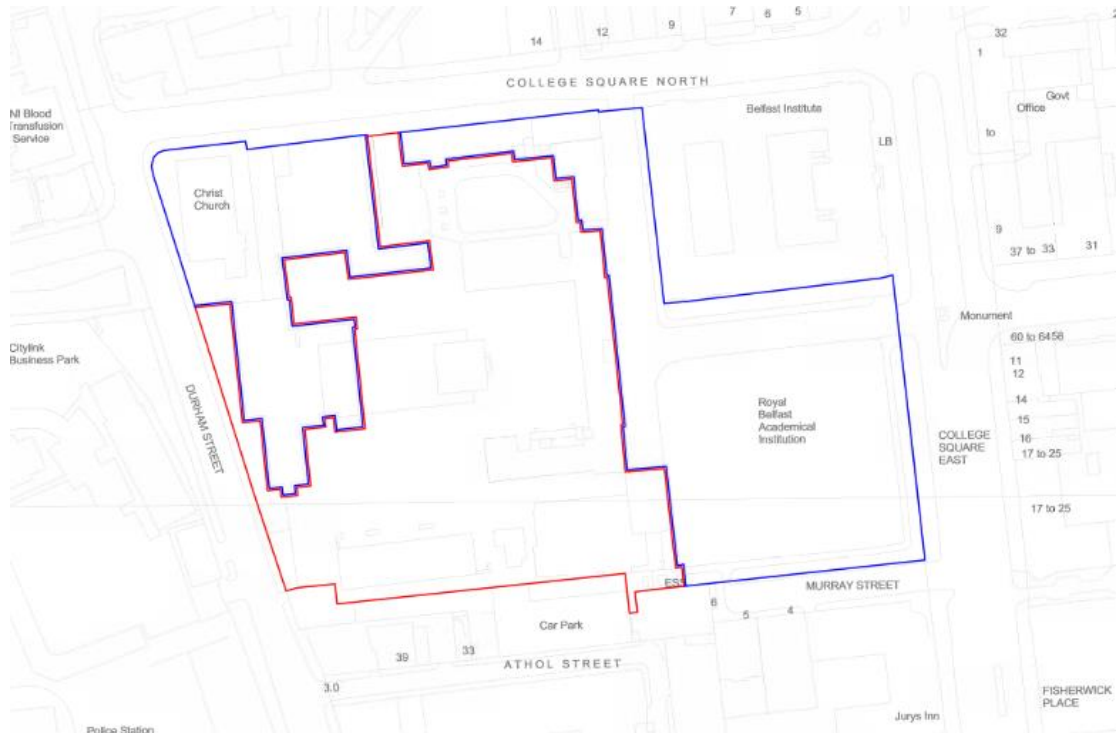 7
6
5
9
12
14
COLLEGE SQUARE NORTH
32
1
Govt
Office
to
NI Blood
Transfusion
Service
Belfast Institute
LB
Christ
Church
9
37 to 33
31
Monument
60 to 6458
11
12
14
15
16
17 to 25
17 to 25
Citylink
Business Park
DURHAM STREET
Royal
Belfast
Academical
Institution
COLLEGE
SQUARE
EAST
ESS
MURRAY STREET
6
5
4
Car Park
39
33
ATHOL STREET
3.0
FISHERWICK
PLACE
Jurys Inn
Police Station